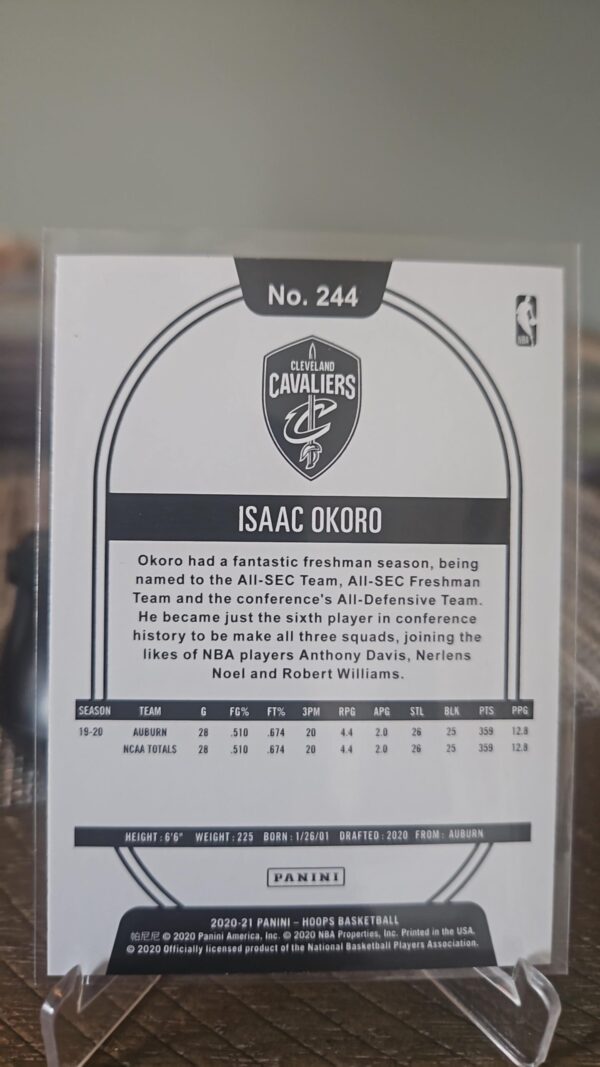 No. 244
NBA
CLEVELAND
CAVALIERS
C
ISAAC OKORO
Okoro had a fantastic freshman season, being
named to the All-SEC Team, All-SEC Freshman
Team and the conference's All-Defensive Team.
He became just the sixth player in conference
history to be make all three squads, joining the
likes of NBA players Anthony Davis, Nerlens
Noel and Robert Williams.
SEASON TEAM G FG% FT% 3PM RPG APG STL BLK PTS PPG
19-20 AUBURN 28 .510 .674 20 4.4 2.0 26 25 359 12.8
NCAA TOTALS 28 .510 .674 20 4.4 2.0 26 25 359 12.8
HEIGHT: 6'6" WEIGHT: 225 BORN: 1/26/01 DRAFTED: 2020 FROM: AUBURN
PANINI
2020-21 PANINI – HOOPS BASKETBALL
帕尼尼 © 2020 Panini America, Inc. © 2020 NBA Properties, Inc. Printed in the USA.
© 2020 Officially licensed product of the National Basketball Players Association.